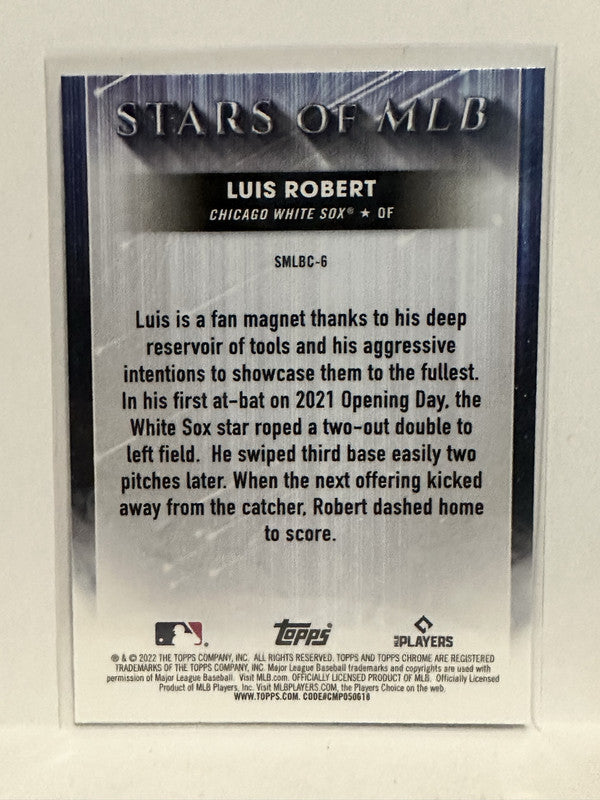 STARS OF MLB
LUIS ROBERT
CHICAGO WHITE SOX® ★ OF
SMLBC-6
Luis is a fan magnet thanks to his deep
reservoir of tools and his aggressive
intentions to showcase them to the fullest.
In his first at-bat on 2021 Opening Day, the
White Sox star roped a two-out double to
left field. He swiped third base easily two
pitches later. When the next offering kicked
away from the catcher, Robert dashed home
to score.
topps
MLB PLAYERS
® & © 2022 THE TOPPS COMPANY, INC. ALL RIGHTS RESERVED. TOPPS AND TOPPS CHROME ARE REGISTERED
TRADEMARKS OF THE TOPPS COMPANY, INC. Major League Baseball trademarks and copyrights are used with
permission of Major League Baseball. Visit MLB.com. OFFICIALLY LICENSED PRODUCT OF MLB. Officially Licensed
Product of MLB Players, Inc. Visit MLBPLAYERS.COM, the Players Choice on the web.
WWW.TOPPS.COM. CODE#CMP050618